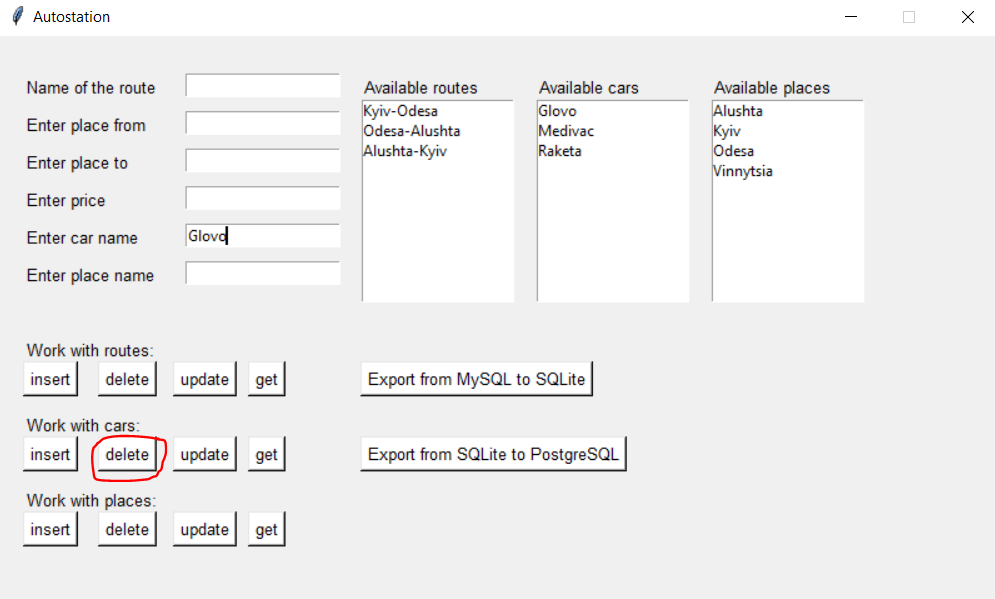 Autostation
Name of the route
Enter place from
Enter place to
Enter price
Enter car name Glovo
Enter place name
Available routes
Kyiv-Odesa
Odesa-Alushta
Alushta-Kyiv
Available cars
Glovo
Medivac
Raketa
Available places
Alushta
Kyiv
Odesa
Vinnytsia
Work with routes:
insert delete update get Export from MySQL to SQLite
Work with cars:
insert delete update get Export from SQLite to PostgreSQL
Work with places:
insert delete update get